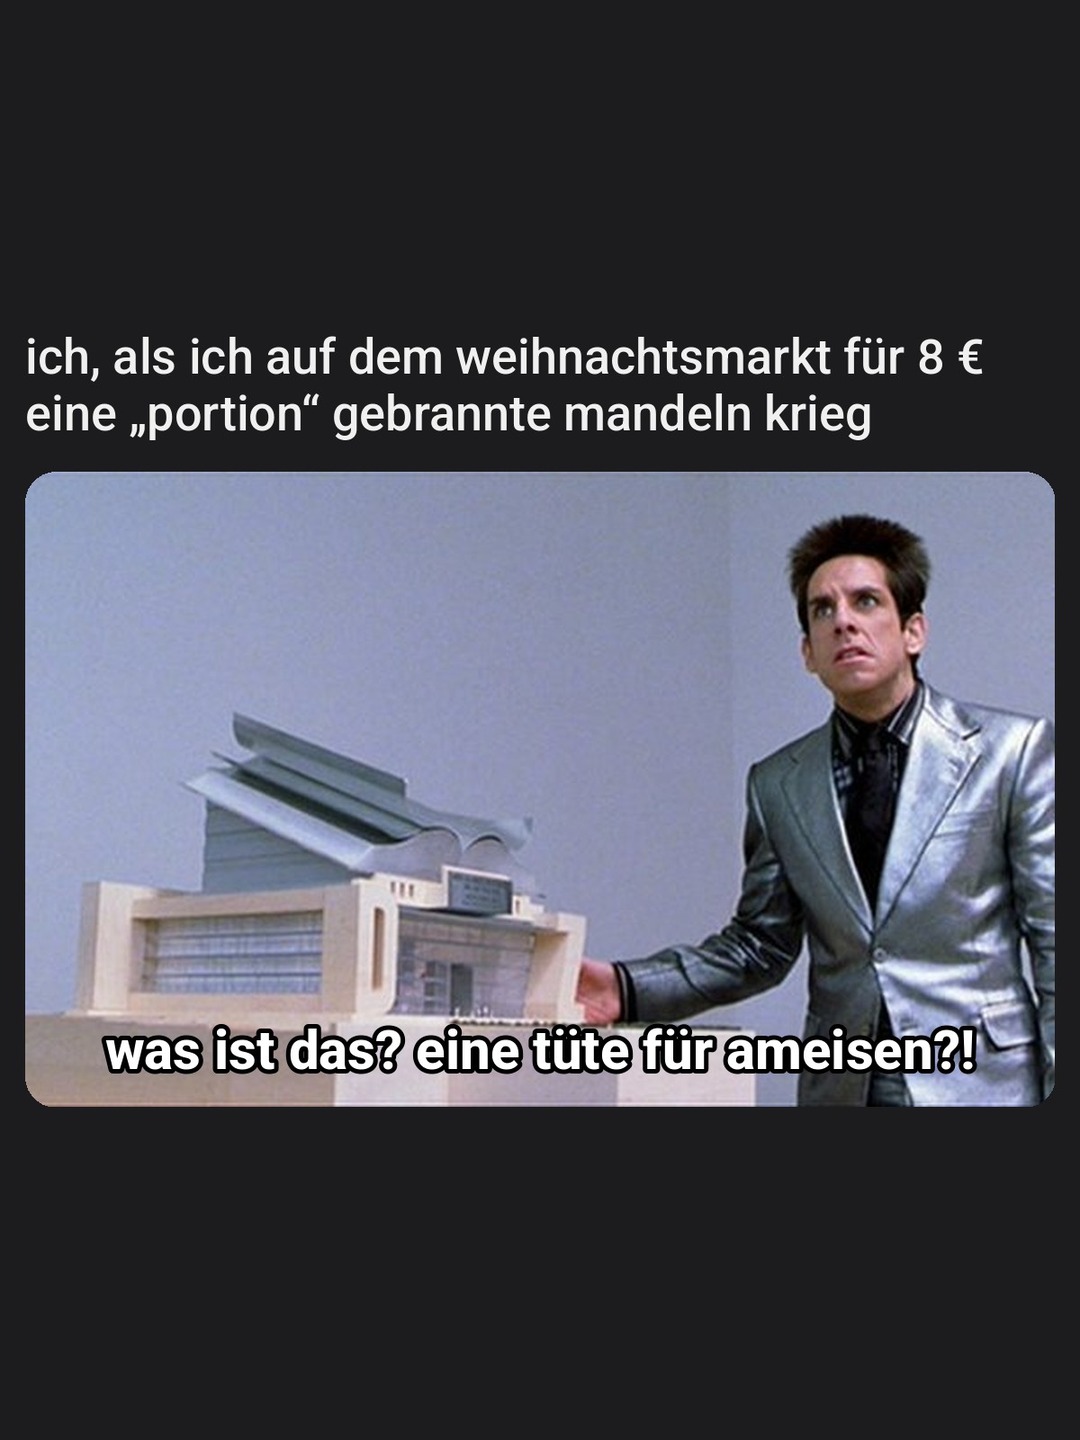 ich, als ich auf dem weihnachtsmarkt für 8 €
eine „portion“ gebrannte mandeln krieg
was ist das? eine tüte für ameisen?!